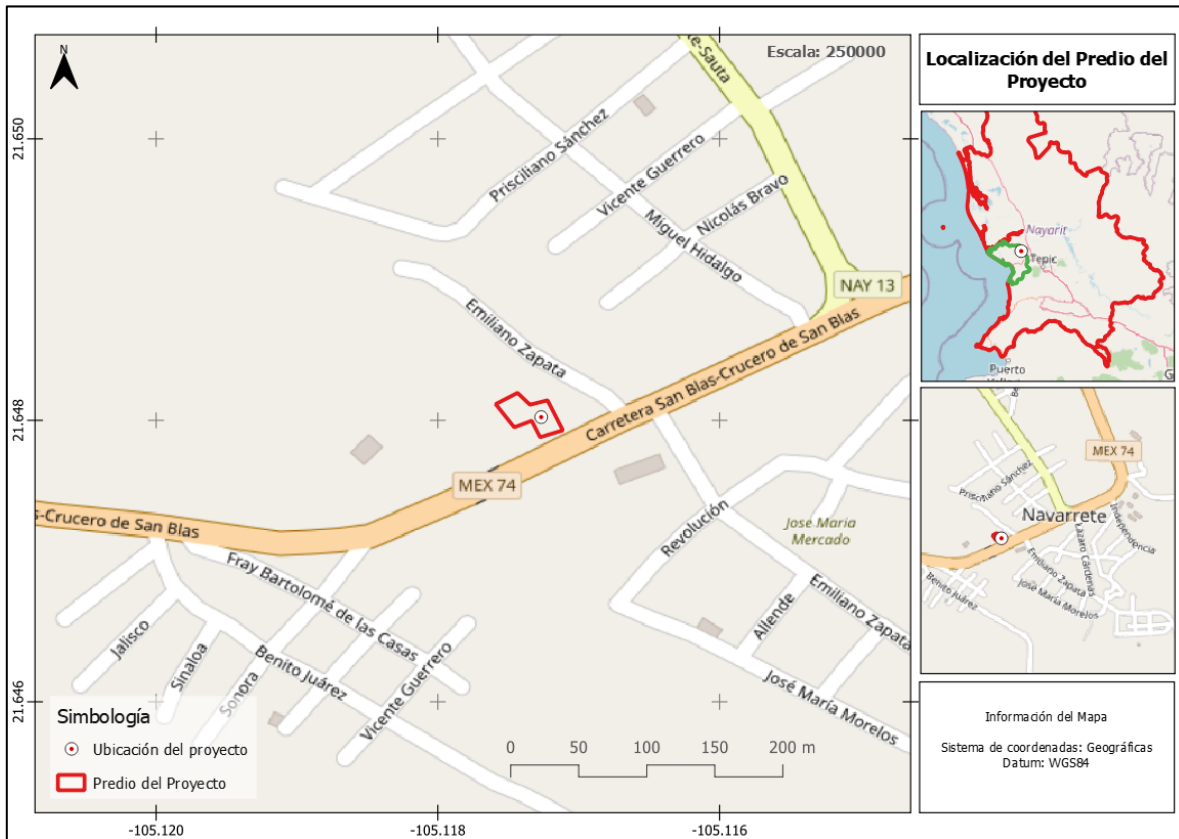 N
Escala: 250000
e-Sauta
Prisciliano Sánchez
Vicente Guerrero
Nicolás Bravo
Miguel Hidalgo
NAY 13
Emiliano Zapata
Carretera San Blas-Crucero de San Blas
MEX 74
s-Crucero de San Blas
Revolución
José María
Mercado
Fray Bartolomé de las Casas
Emiliano Zapata
Allende
Jalisco
Sinaloa
Sonora
Benito Juárez
Vicente Guerrero
José María Morelos
21.650
21.648
21.646
-105.120
-105.118
-105.116
Simbología
Ubicación del proyecto
Predio del Proyecto
0 50 100 150 200 m
Localización del Predio del
Proyecto
Nayarit
Tepic
Puerto
G
MEX 74
Prisciliano Sánchez
Navarrete
Independencia
Lázaro Cárdenas
Emiliano Zapata
José María Morelos
Benito Juárez
Información del Mapa
Sistema de coordenadas: Geográficas
Datum: WGS84